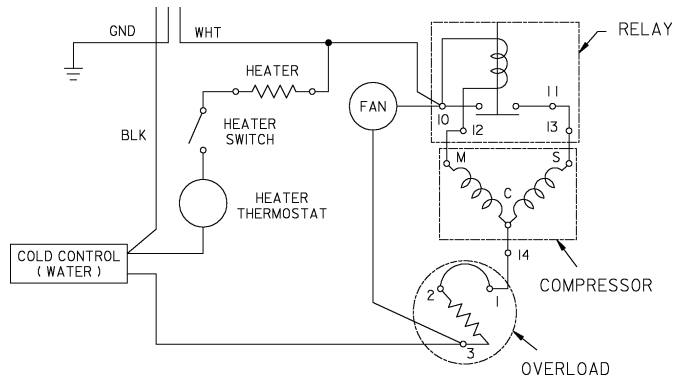 GND
WHT
RELAY
HEATER
FAN
11
10
12
13
BLK
HEATER
SWITCH
M
S
C
HEATER
THERMOSTAT
14
COLD CONTROL
( WATER )
COMPRESSOR
2
1
3
OVERLOAD